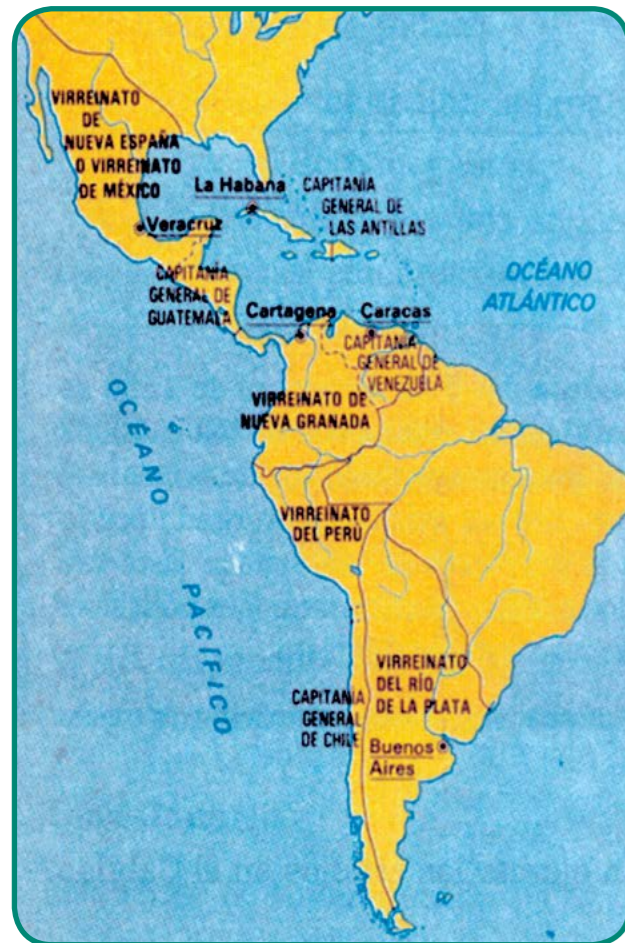 VIRREINATO
DE
NUEVA ESPAÑA
O VIRREINATO
DE MÉXICO
La Habana
CAPITANÍA
GENERAL DE
LAS ANTILLAS
Veracruz
CAPITANÍA
GENERAL DE
GUATEMALA
OCÉANO
ATLÁNTICO
Cartagena
Caracas
CAPITANÍA
GENERAL DE
VENEZUELA
VIRREINATO DE
NUEVA GRANADA
OCÉANO
PACÍFICO
VIRREINATO
DEL PERÚ
VIRREINATO
DEL RÍO
DE LA PLATA
CAPITANÍA
GENERAL
DE CHILE
Buenos
Aires